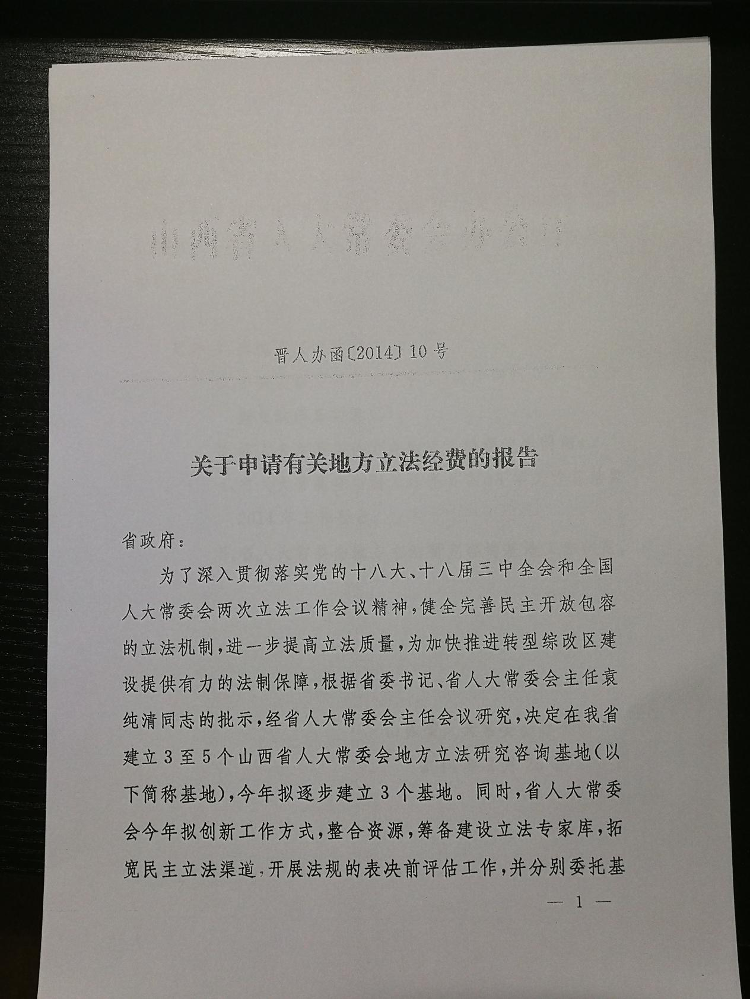 山西省人大常委会办公厅
晋人办函〔2014〕10号
关于申请有关地方立法经费的报告
省政府：
为了深入贯彻落实党的十八大、十八届三中全会和全国
人大常委会两次立法工作会议精神，健全完善民主开放包容
的立法机制，进一步提高立法质量，为加快推进转型综改区建
设提供有力的法制保障，根据省委书记、省人大常委会主任袁
纯清同志的批示，经省人大常委会主任会议研究，决定在我省
建立3至5个山西省人大常委会地方立法研究咨询基地（以
下简称基地），今年拟逐步建立3个基地。同时，省人大常委
会今年拟创新工作方式，整合资源，筹备建设立法专家库，拓
宽民主立法渠道，开展法规的表决前评估工作，并分别委托基
— 1 —